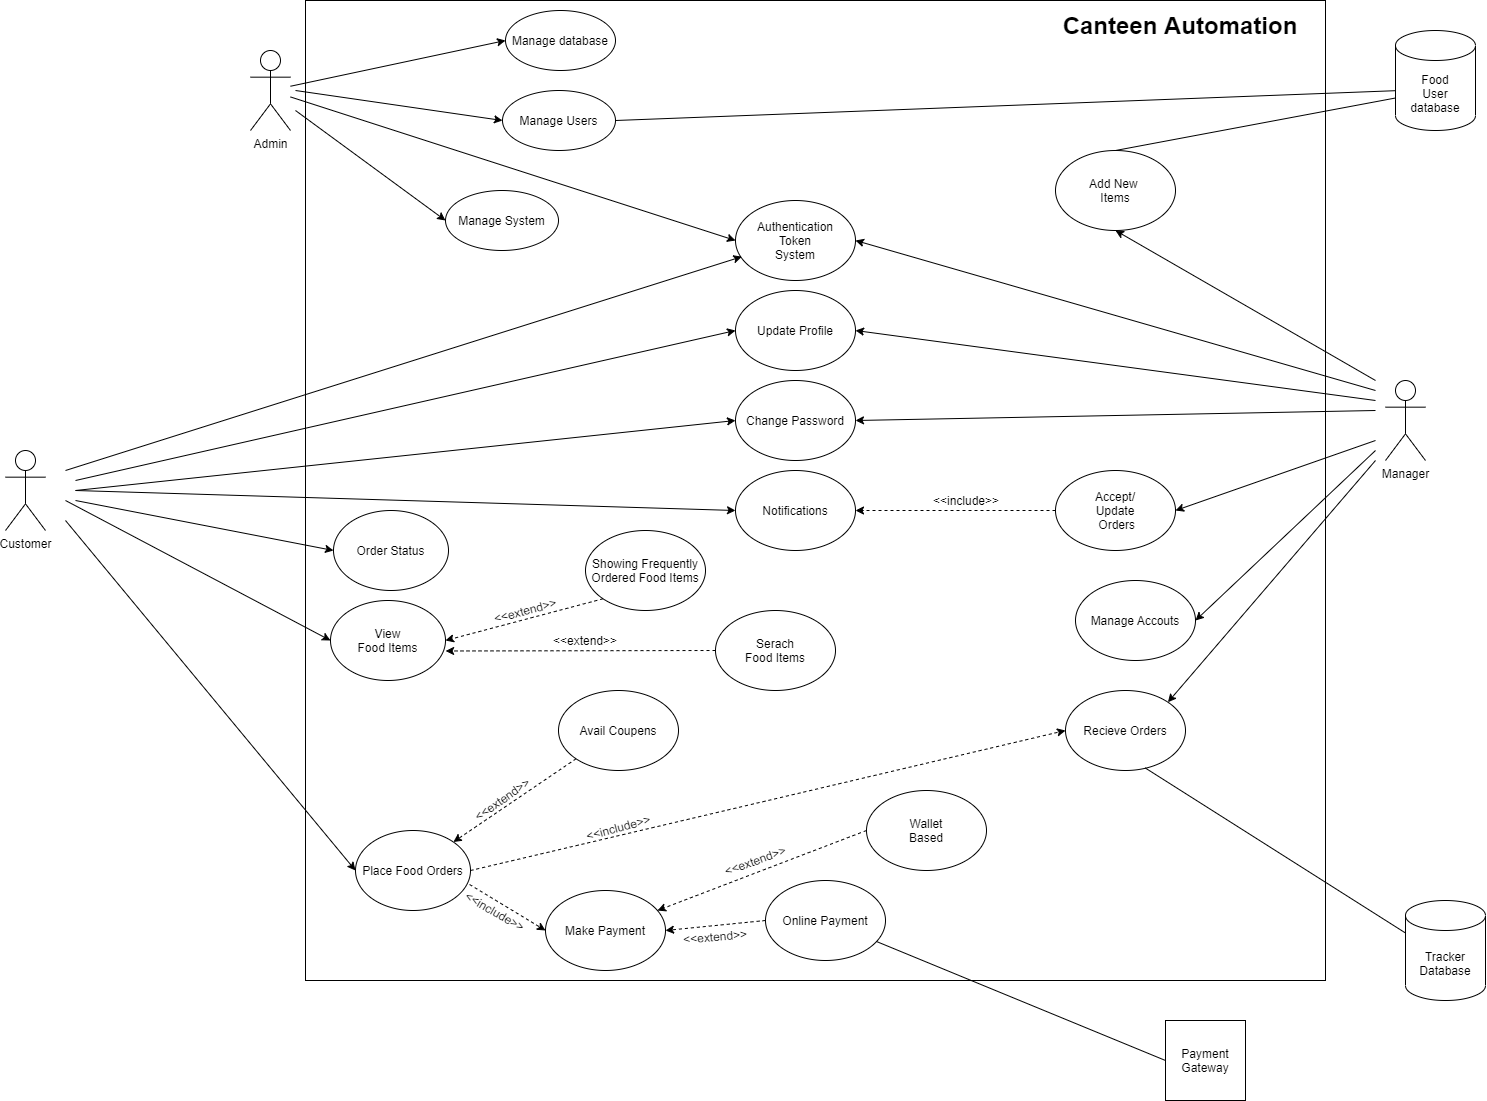 Canteen Automation
Manage database
Food
User
database
Admin
Manage Users
Add New
Items
Manage System
Authentication
Token
System
Update Profile
Change Password
Manager
Customer
Notifications
<<include>>
Accept/
Update
Orders
Order Status
Showing Frequently
Ordered Food Items
<<extend>>
View
Food Items
<<extend>>
Serach
Food Items
Manage Accouts
Avail Coupens
Recieve Orders
<<extend>>
<<include>>
Wallet
Based
<<extend>>
Place Food Orders
<<include>>
Make Payment
<<extend>>
Online Payment
Tracker
Database
Payment
Gateway